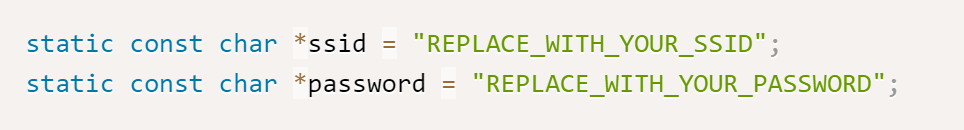 static const char *ssid = "REPLACE_WITH_YOUR_SSID";
static const char *password = "REPLACE_WITH_YOUR_PASSWORD";